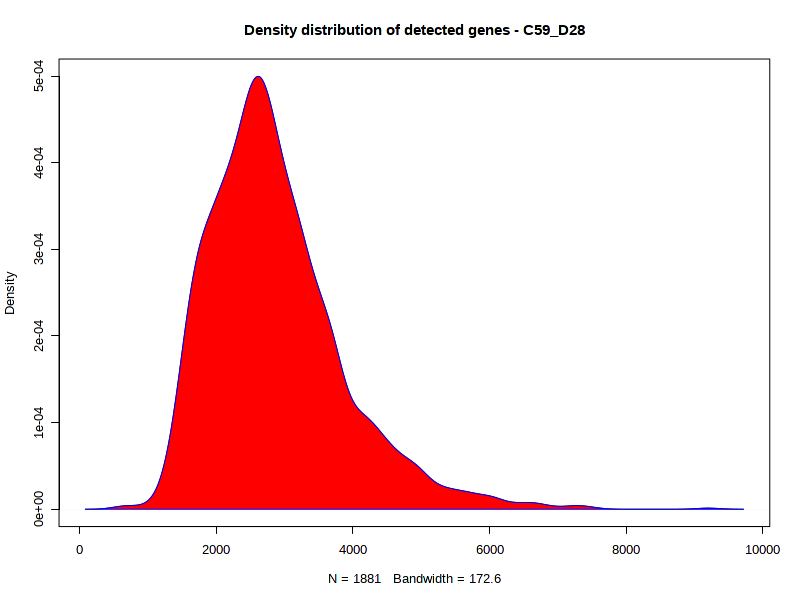 Density distribution of detected genes - C59_D28
Density
5e-04
4e-04
3e-04
2e-04
1e-04
0e+00
0 2000 4000 6000 8000 10000
N = 1881 Bandwidth = 172.6